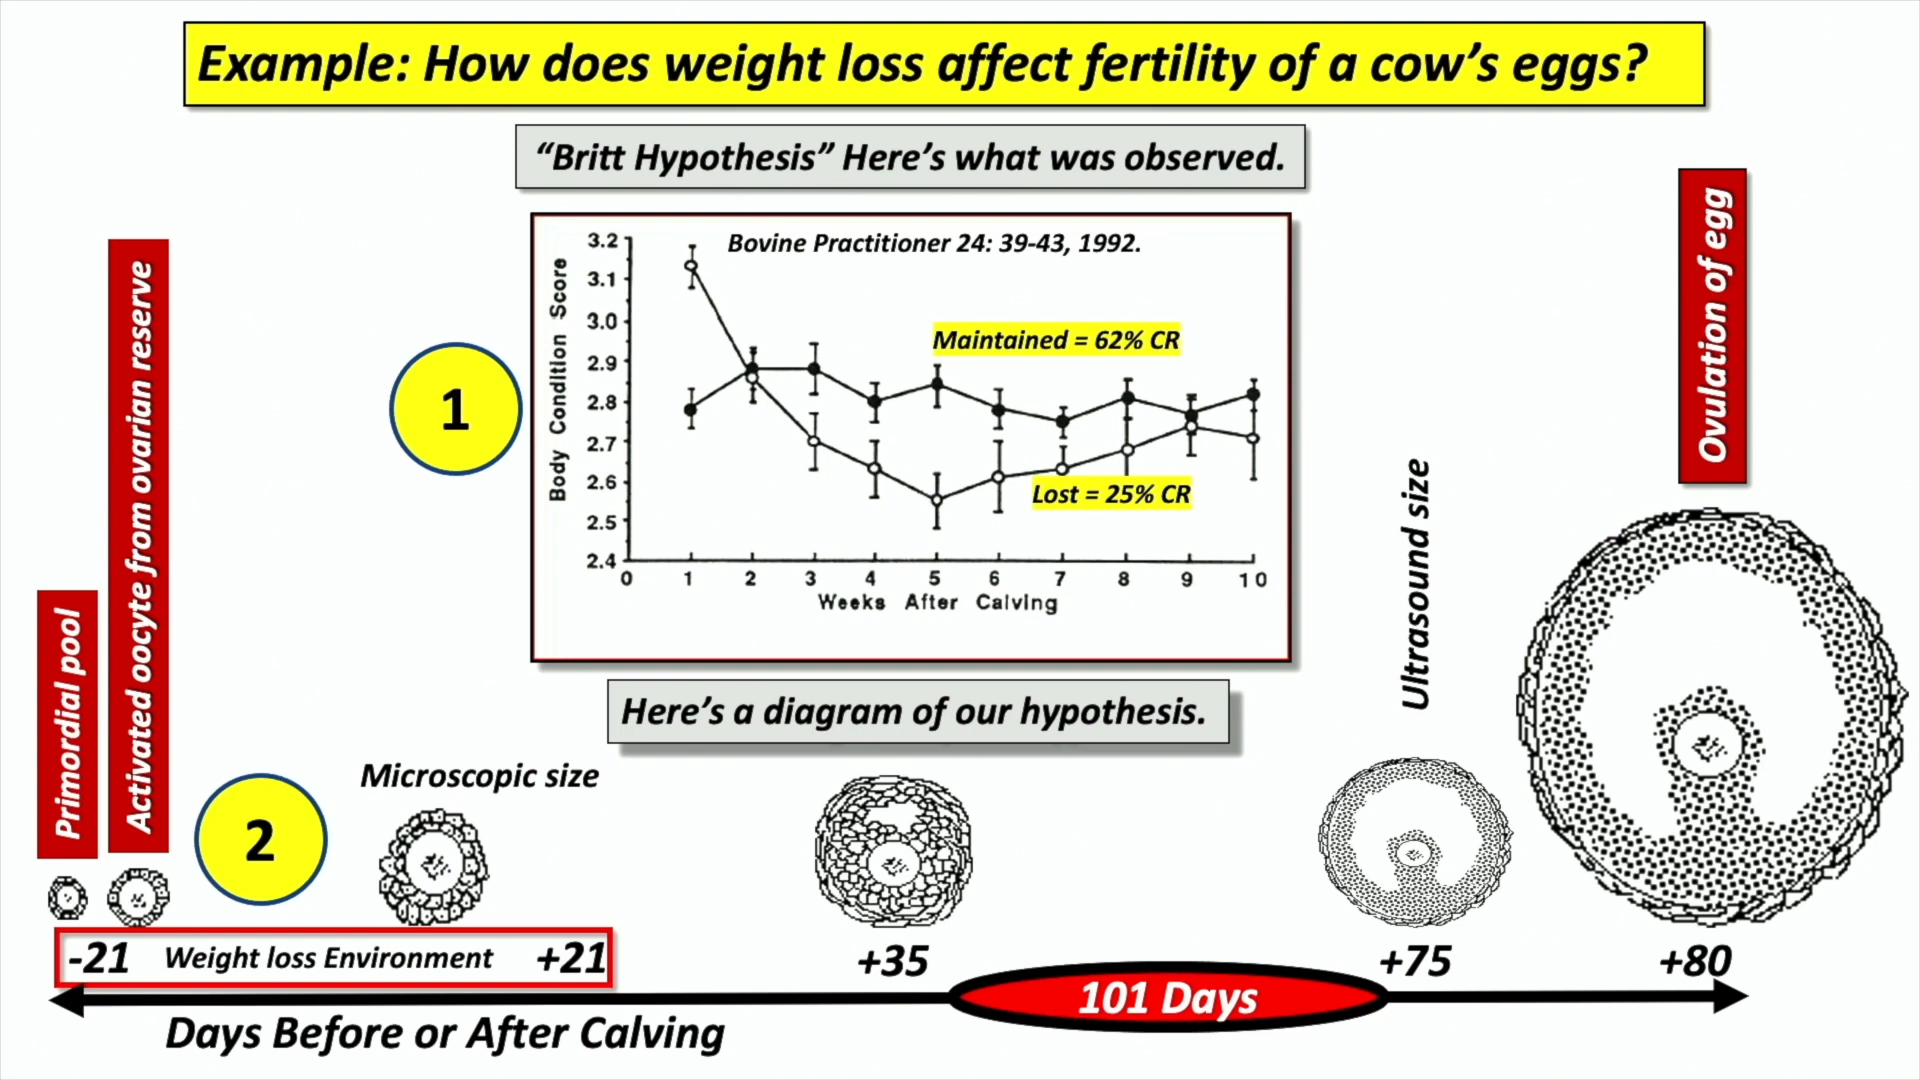 Example: How does weight loss affect fertility of a cow's eggs?
“Britt Hypothesis” Here's what was observed.
Bovine Practitioner 24: 39-43, 1992.
Body Condition Score
3.2
3.1
3.0
2.9
2.8
2.7
2.6
2.5
2.4
Maintained = 62% CR
Lost = 25% CR
0 1 2 3 4 5 6 7 8 9 10
Weeks After Calving
1
Here's a diagram of our hypothesis.
Primordial pool
Activated oocyte from ovarian reserve
2
Microscopic size
Ultrasound size
Ovulation of egg
-21 Weight loss Environment +21
+35
+75
+80
101 Days
Days Before or After Calving